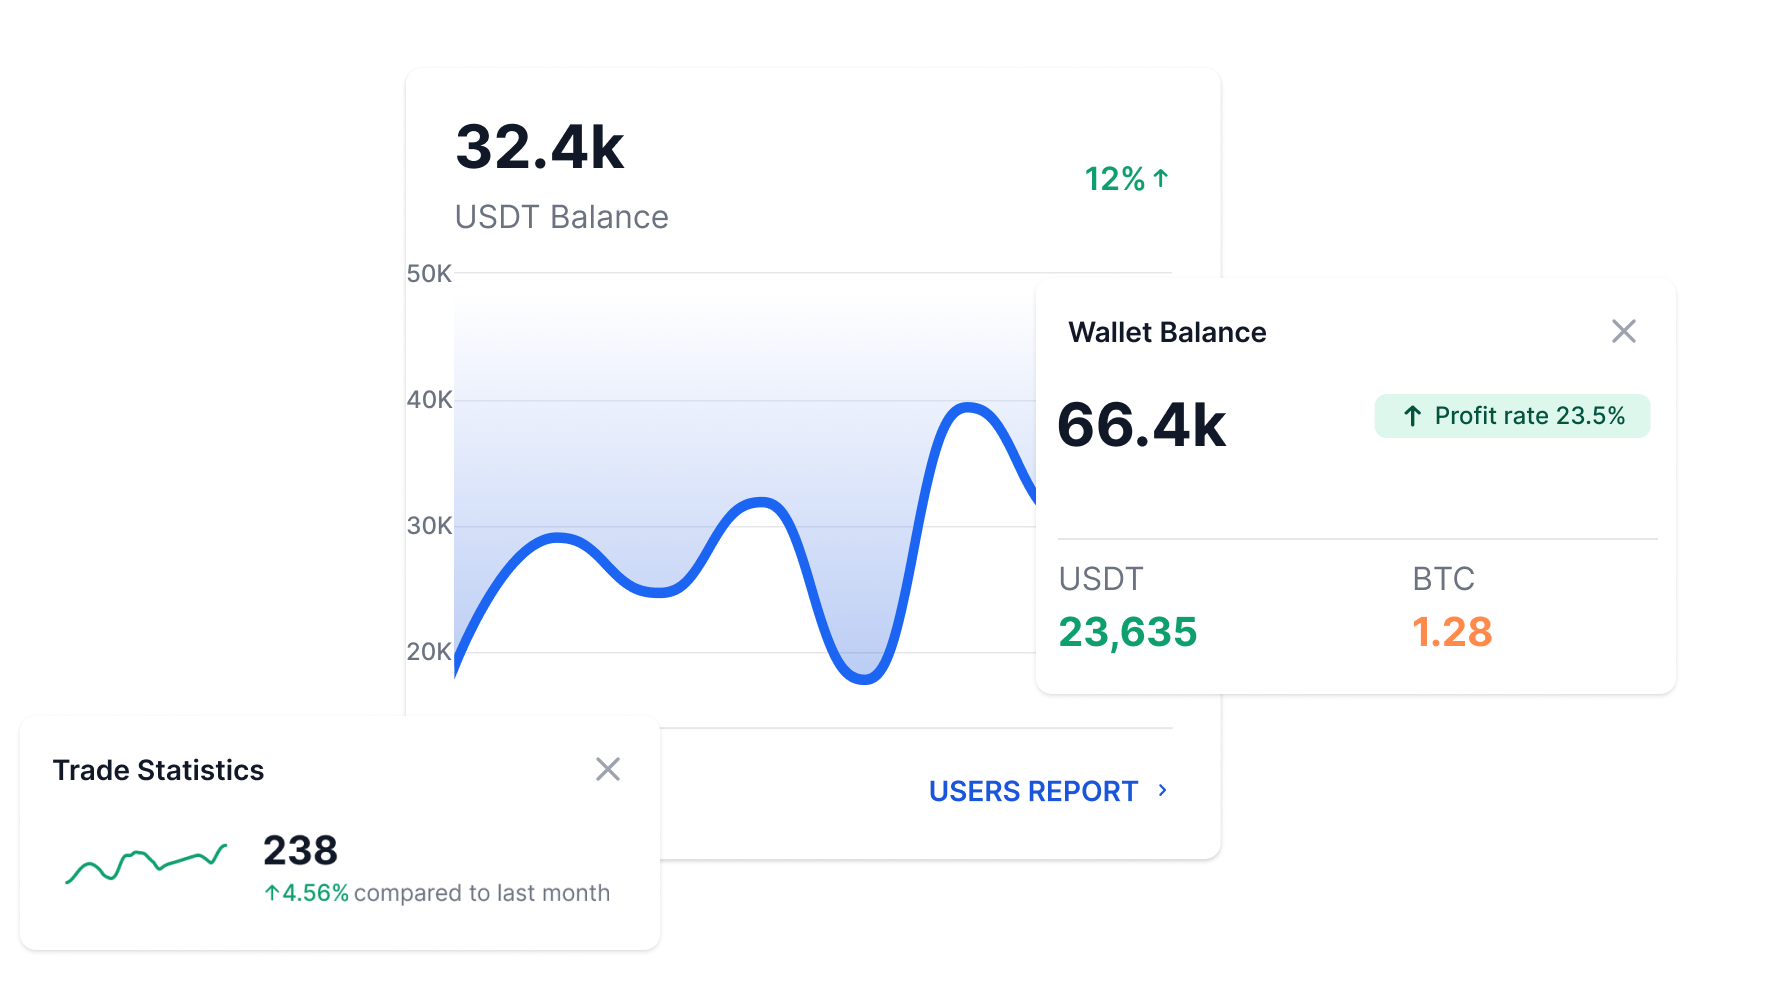 32.4k
12% ↑
USDT Balance
50K
40K
30K
20K
Wallet Balance
66.4k
↑ Profit rate 23.5%
USDT
BTC
23,635
1.28
USERS REPORT >
Trade Statistics
238
↑4.56% compared to last month